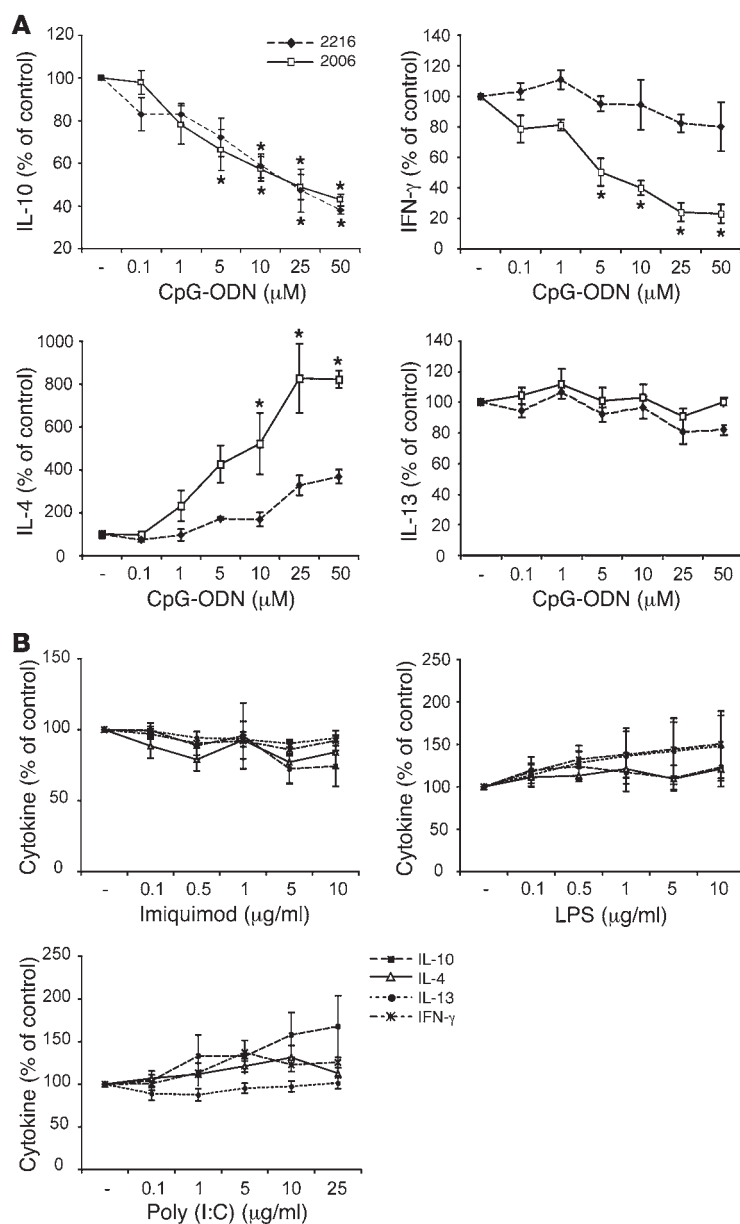 A
120
100
80
60
40
20
IL-10 (% of control)
2216
2006
* * * *
* * * *
- 0.1 1 5 10 25 50
CpG-ODN (μM)
140
120
100
80
60
40
20
0
IFN-γ (% of control)
* * * *
- 0.1 1 5 10 25 50
CpG-ODN (μM)
1000
800
600
400
200
0
IL-4 (% of control)
* * *
- 0.1 1 5 10 25 50
CpG-ODN (μM)
140
120
100
80
60
40
20
0
IL-13 (% of control)
- 0.1 1 5 10 25 50
CpG-ODN (μM)
B
150
100
50
0
Cytokine (% of control)
- 0.1 0.5 1 5 10
Imiquimod (μg/ml)
250
200
150
100
50
0
Cytokine (% of control)
- 0.1 0.5 1 5 10
LPS (μg/ml)
250
200
150
100
50
0
Cytokine (% of control)
- 0.1 1 5 10 25
Poly (I:C) (μg/ml)
IL-10
IL-4
IL-13
IFN-γ